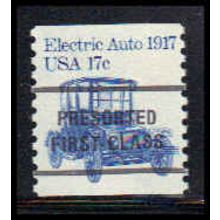 Electric Auto 1917
USA 17c
PRESORTED
FIRST-CLASS